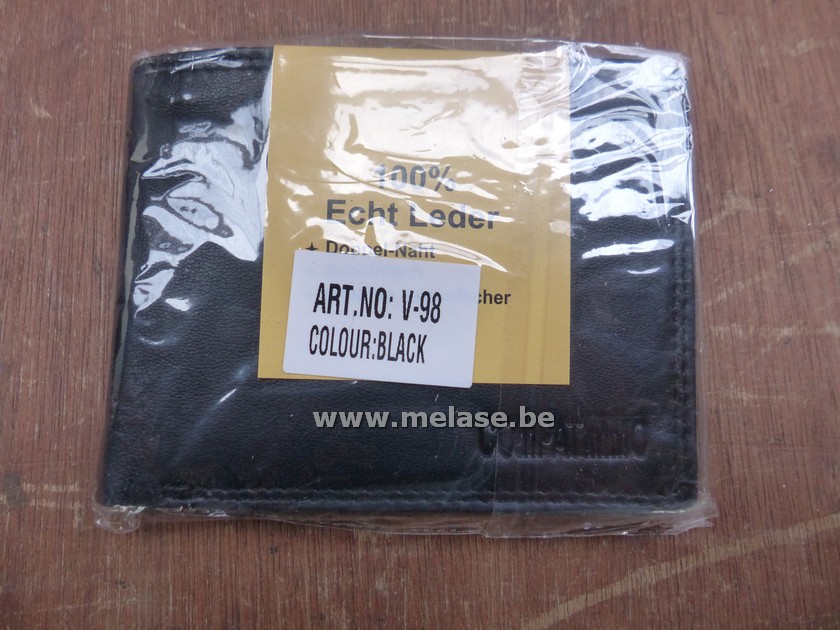 100%
Echt Leder
Doppel-Naht
ART.NO: V-98
COLOUR:BLACK
www.melase.be